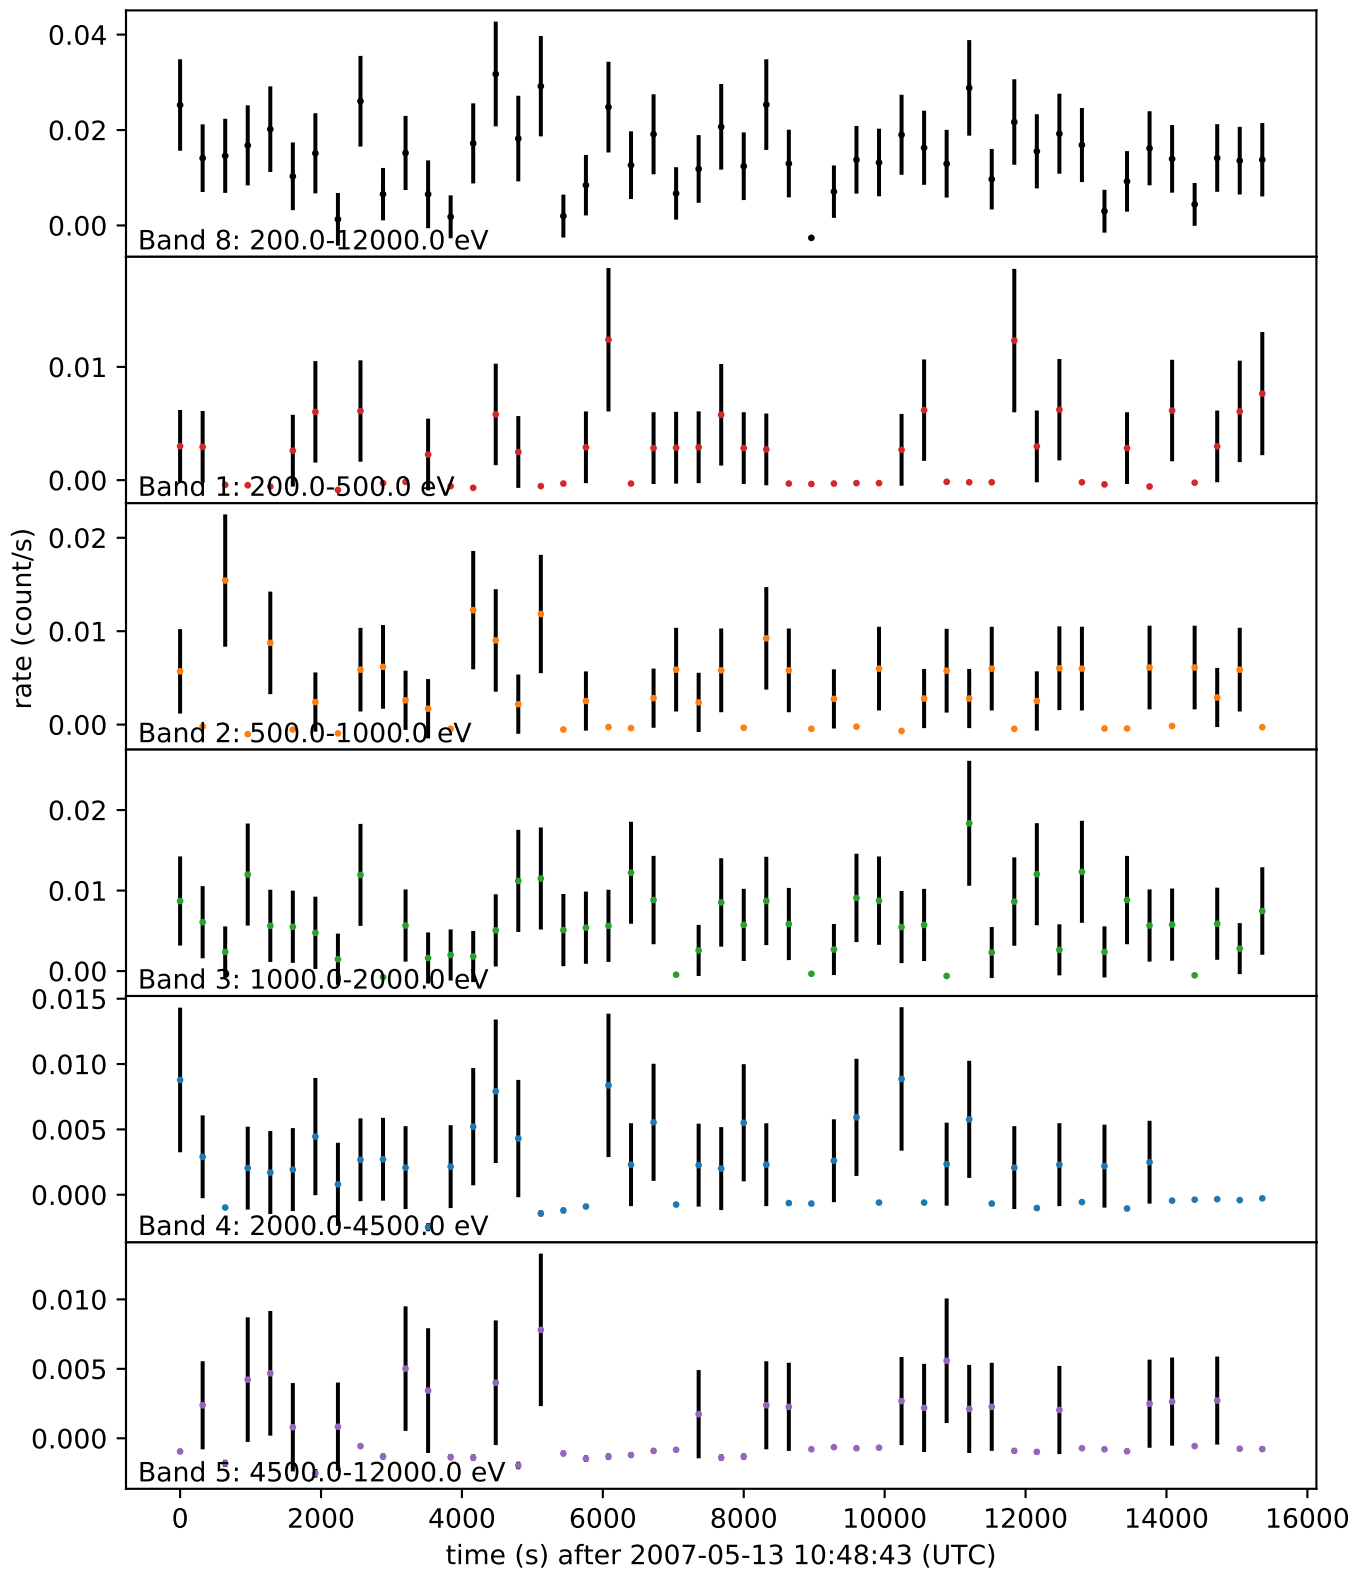 0.04
0.02
0.00
Band 8: 200.0-12000.0 eV
0.01
0.00
Band 1: 200.0-500.0 eV
0.02
0.01
0.00
Band 2: 500.0-1000.0 eV
rate (count/s)
0.02
0.01
0.00
Band 3: 1000.0-2000.0 eV
0.015
0.010
0.005
0.000
Band 4: 2000.0-4500.0 eV
0.010
0.005
0.000
Band 5: 4500.0-12000.0 eV
0 2000 4000 6000 8000 10000 12000 14000 16000
time (s) after 2007-05-13 10:48:43 (UTC)